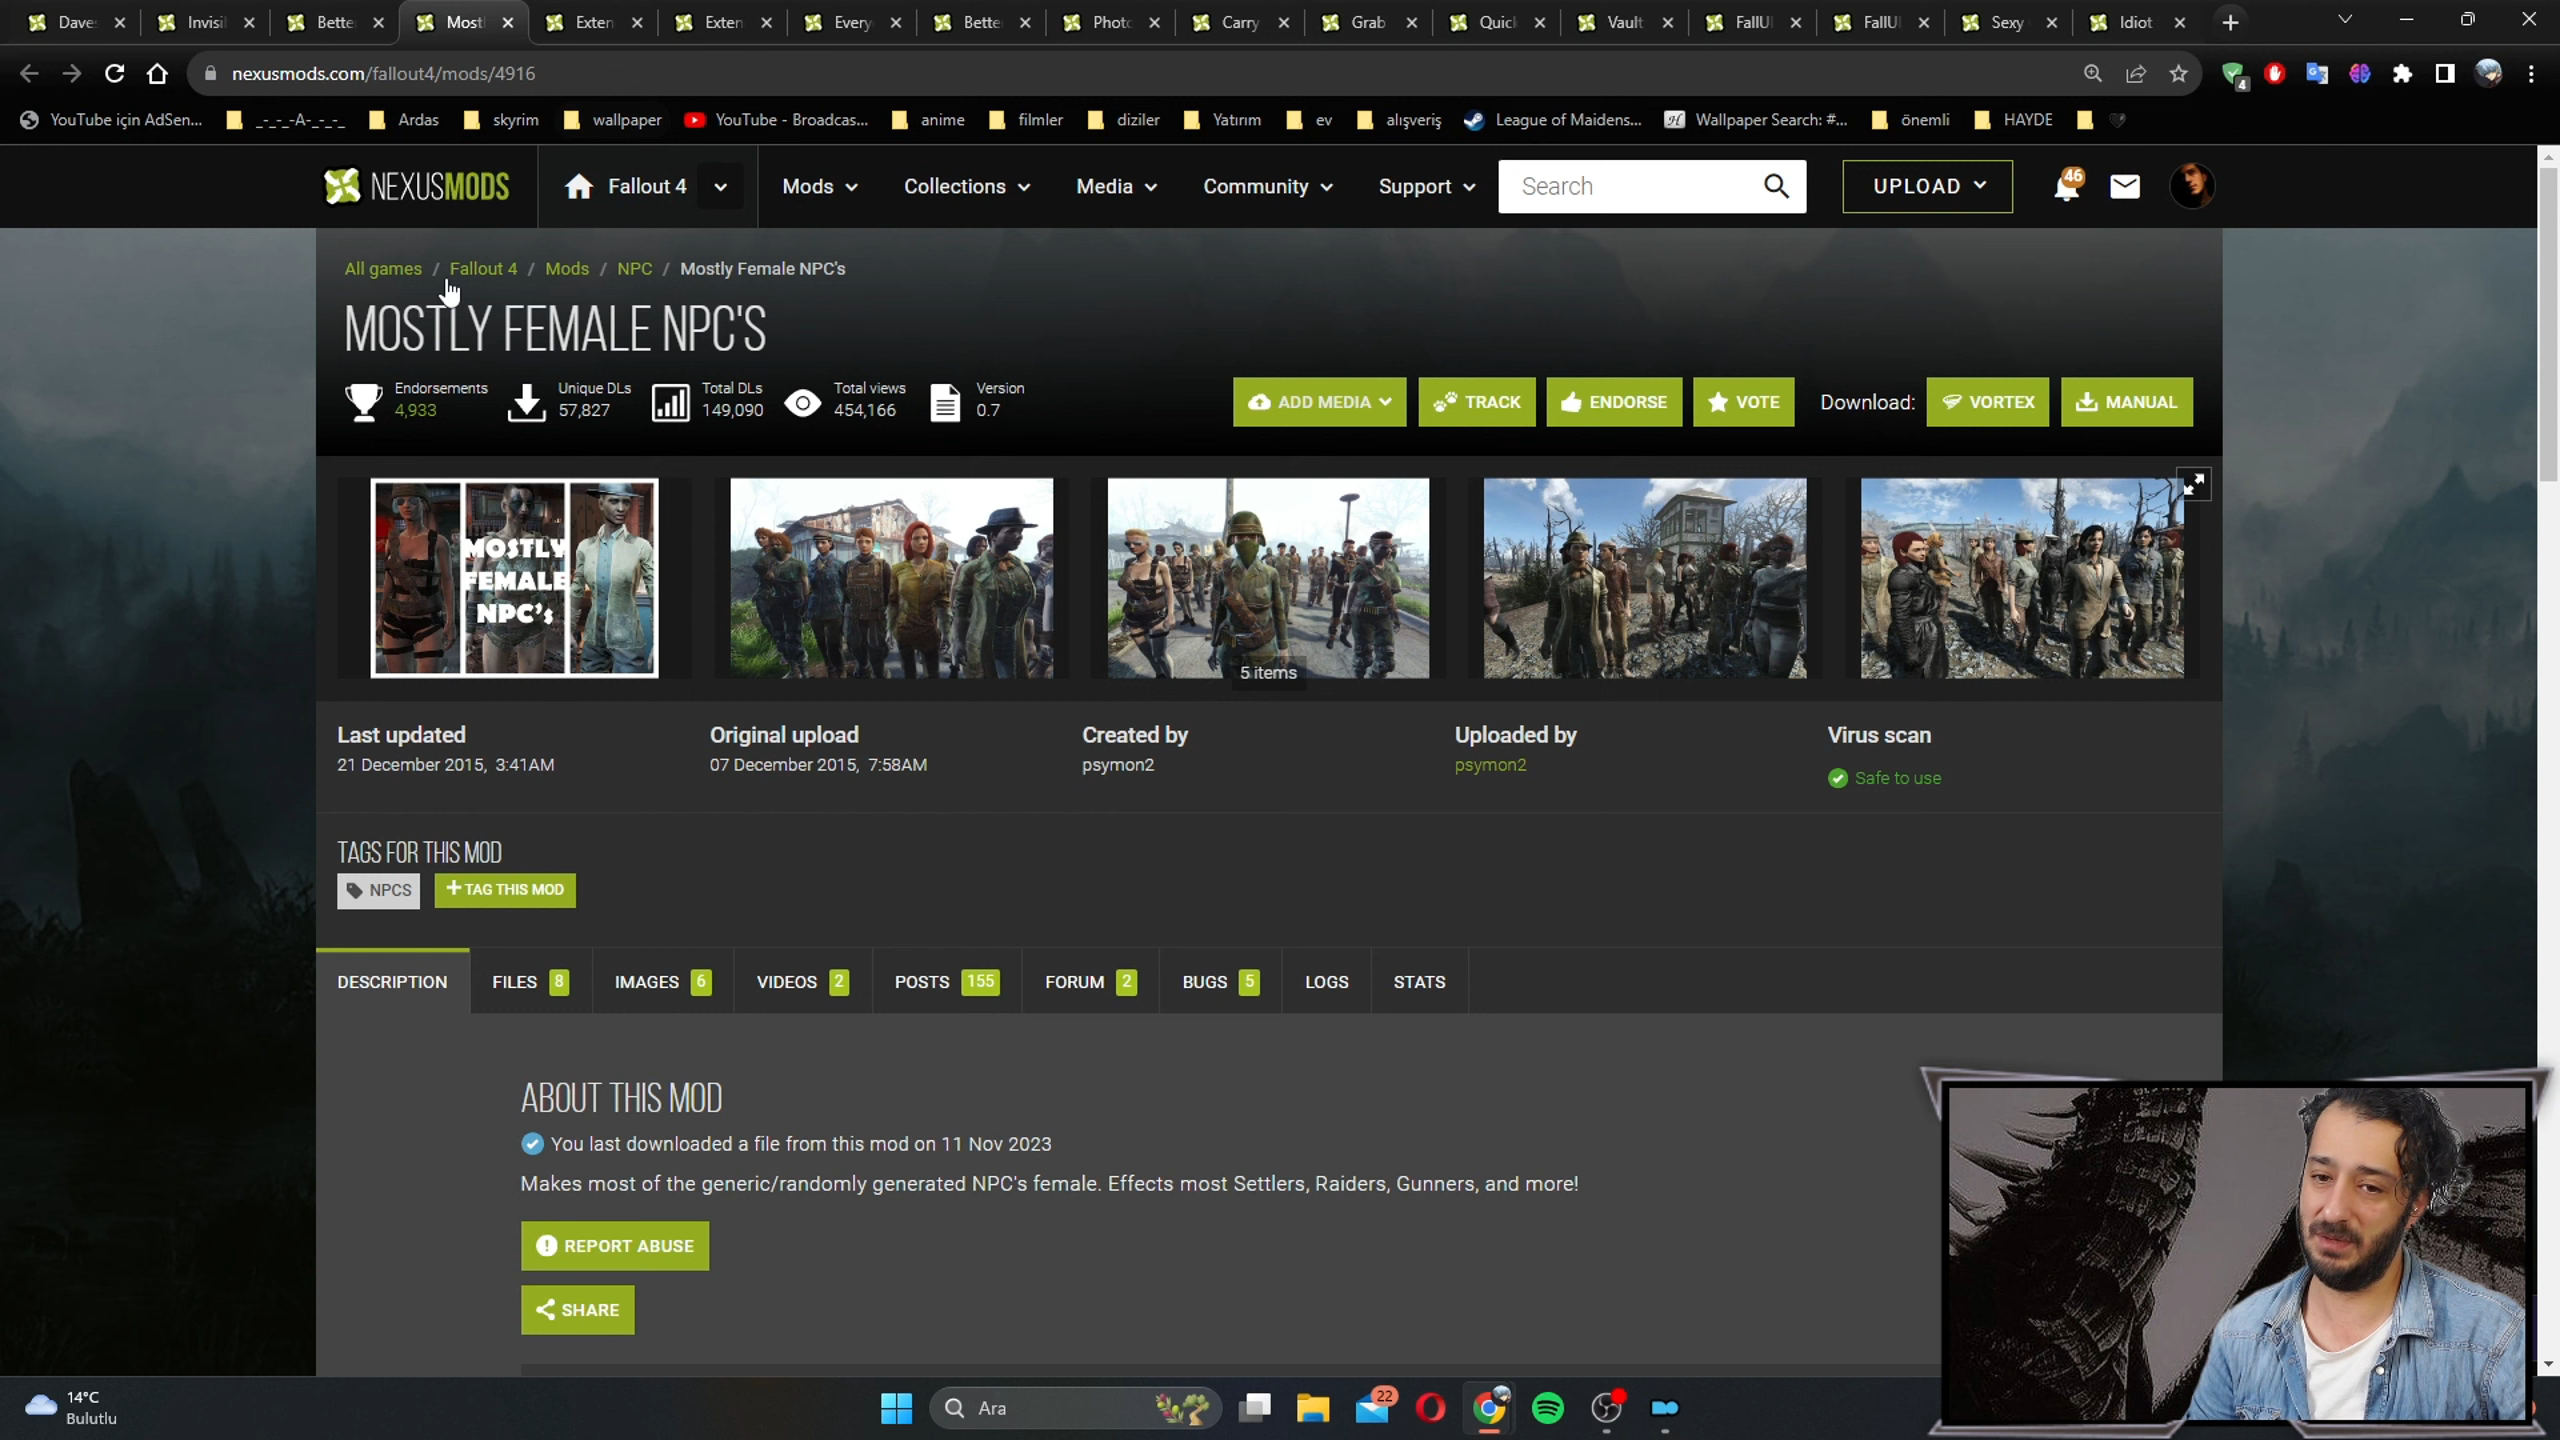 Dave
Invisi
Bette
Most
Exten
Exten
Every
Bette
Photo
Carry
Grab
Quick
Vault
FallUI
FallUI
Sexy
Idiot
nexusmods.com/fallout4/mods/4916
4
YouTube için AdSen...
_-_-_-A-_-_-_
Ardas
skyrim
wallpaper
YouTube - Broadcas...
anime
filmler
diziler
Yatırım
ev
alışveriş
League of Maidens...
Wallpaper Search: #...
önemli
HAYDE
NEXUSMODS
Fallout 4
Mods
Collections
Media
Community
Support
Search
UPLOAD
46
All games / Fallout 4 / Mods / NPC / Mostly Female NPC's
MOSTLY FEMALE NPC'S
Endorsements
4,933
Unique DLs
57,827
Total DLs
149,090
Total views
454,166
Version
0.7
ADD MEDIA
TRACK
ENDORSE
VOTE
Download:
VORTEX
MANUAL
MOSTLY
FEMALE
NPC's
5 items
Last updated
21 December 2015, 3:41AM
Original upload
07 December 2015, 7:58AM
Created by
psymon2
Uploaded by
psymon2
Virus scan
Safe to use
TAGS FOR THIS MOD
NPCS
+ TAG THIS MOD
DESCRIPTION
FILES 8
IMAGES 6
VIDEOS 2
POSTS 155
FORUM 2
BUGS 5
LOGS
STATS
ABOUT THIS MOD
You last downloaded a file from this mod on 11 Nov 2023
Makes most of the generic/randomly generated NPC's female. Effects most Settlers, Raiders, Gunners, and more!
REPORT ABUSE
SHARE
14°C
Bulutlu
Ara
22